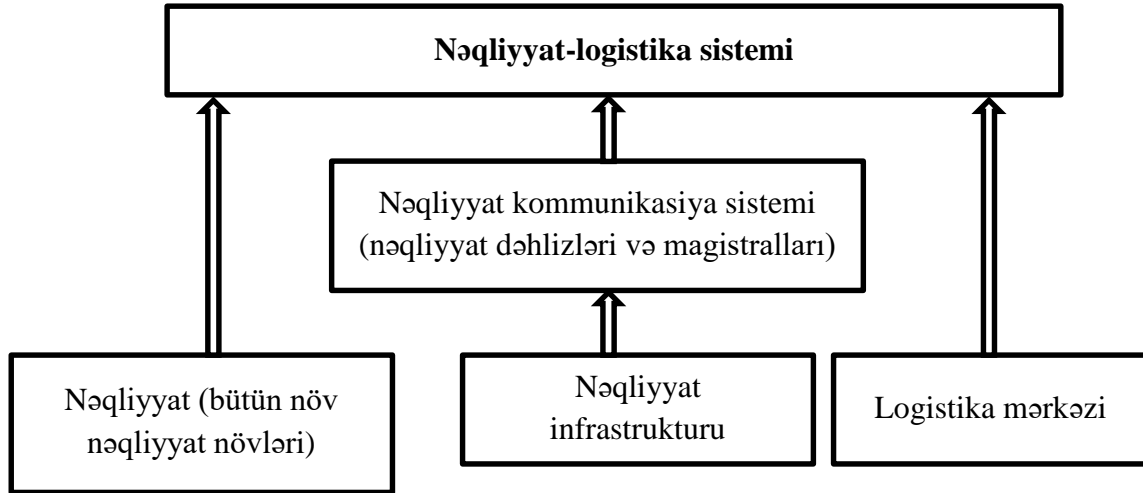 Nəqliyyat-logistika sistemi
Nəqliyyat kommunikasiya sistemi
(nəqliyyat dəhlizləri və magistralları)
Nəqliyyat (bütün növ
nəqliyyat növləri)
Nəqliyyat
infrastrukturu
Logistika mərkəzi